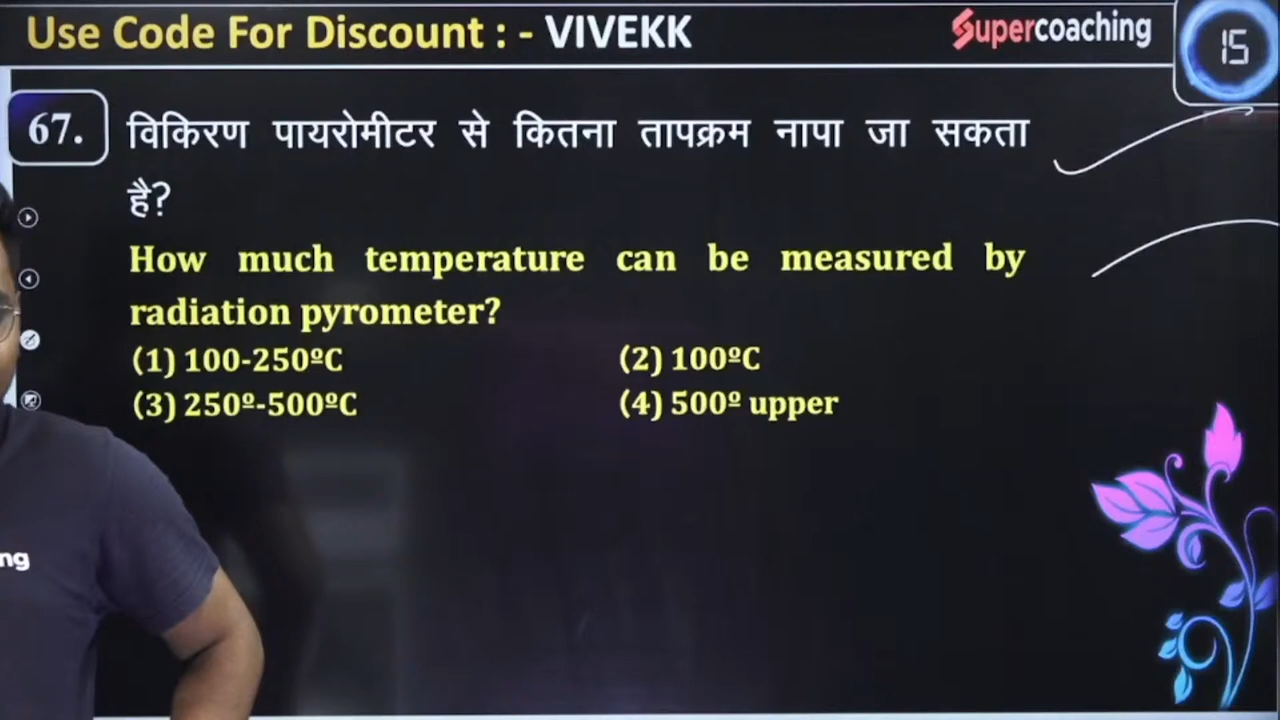 Use Code For Discount : - VIVEKK
Supercoaching
15
67. विकिरण पायरोमीटर से कितना तापक्रम नापा जा सकता
है?
How much temperature can be measured by
radiation pyrometer?
(1) 100-250ºC (2) 100ºC
(3) 250º-500ºC (4) 500º upper
ng